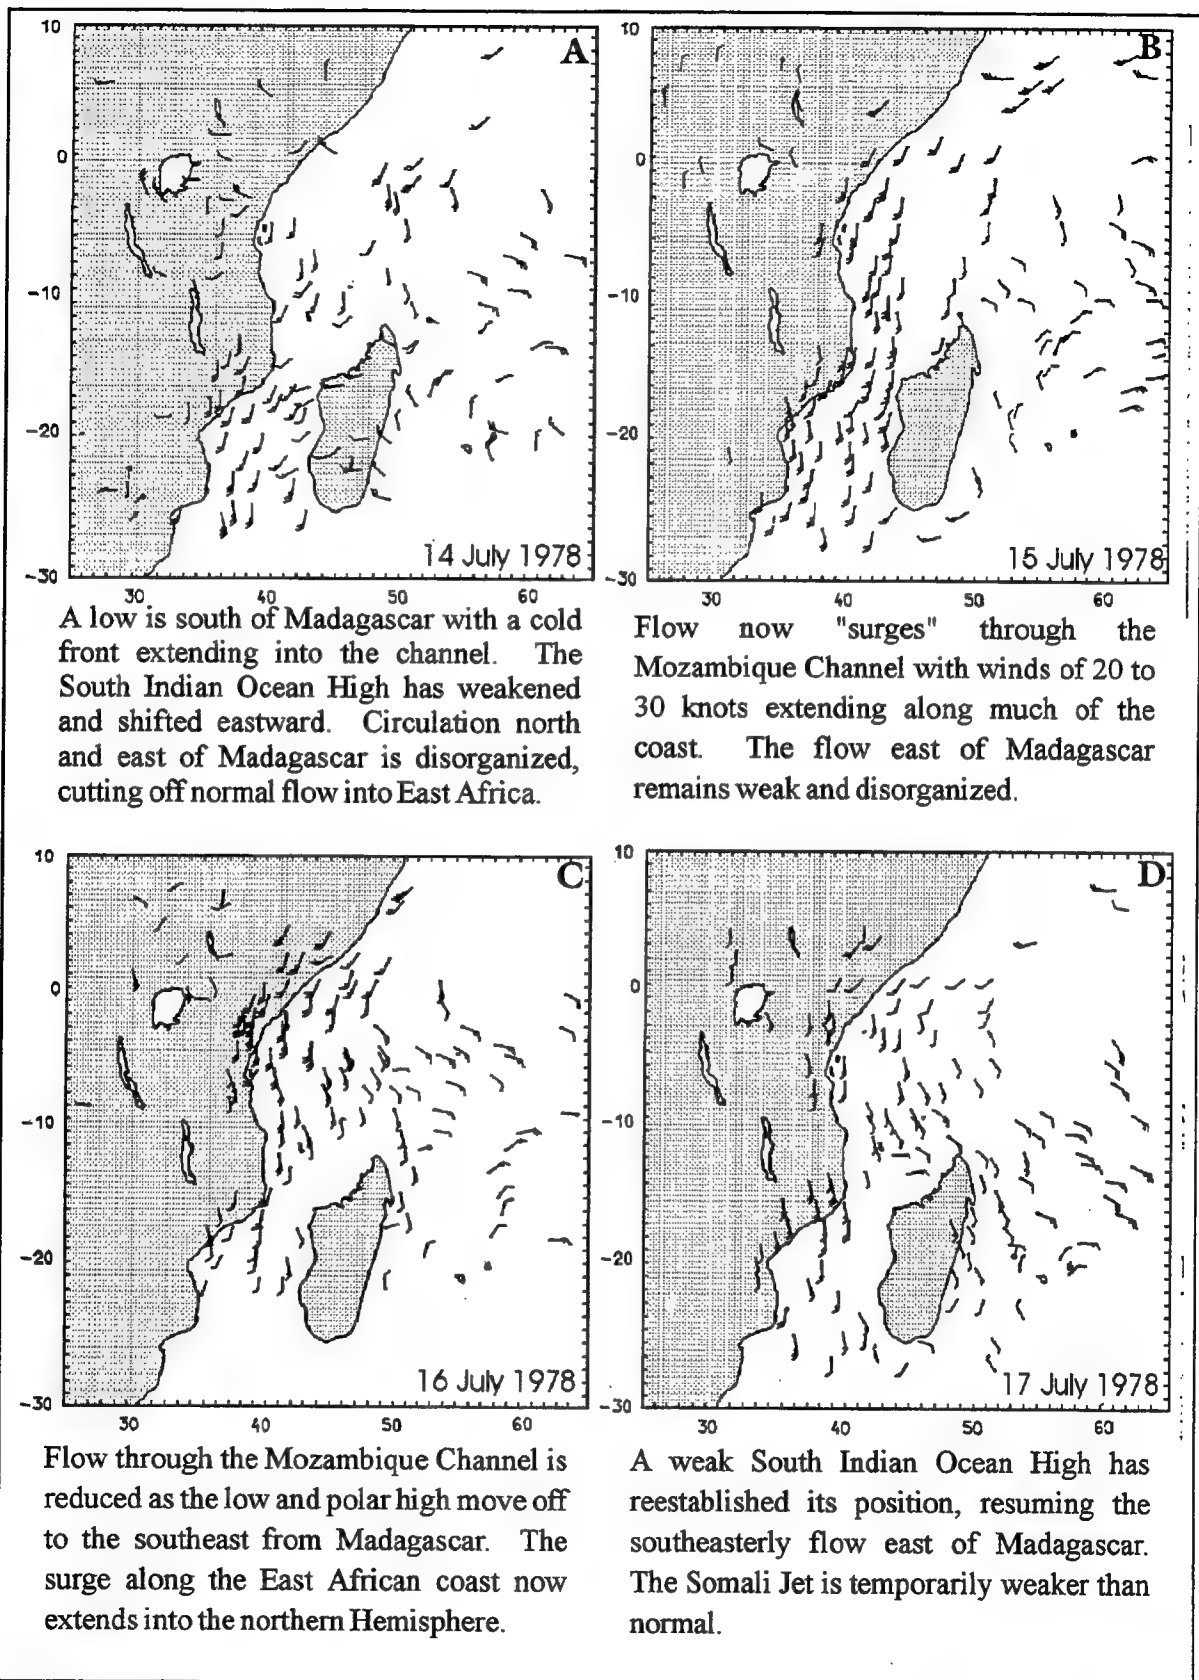 10
A
0
-10
-20
-30
14 July 1978
30 40 50 60
A low is south of Madagascar with a cold
front extending into the channel. The
South Indian Ocean High has weakened
and shifted eastward. Circulation north
and east of Madagascar is disorganized,
cutting off normal flow into East Africa.
10
B
0
-10
-20
-30
15 July 1978
30 40 50 60
Flow now "surges" through the
Mozambique Channel with winds of 20 to
30 knots extending along much of the
coast. The flow east of Madagascar
remains weak and disorganized.
10
C
0
-10
-20
-30
16 July 1978
30 40 50 60
Flow through the Mozambique Channel is
reduced as the low and polar high move off
to the southeast from Madagascar. The
surge along the East African coast now
extends into the northern Hemisphere.
10
D
0
-10
-20
-30
17 July 1978
30 40 50 60
A weak South Indian Ocean High has
reestablished its position, resuming the
southeasterly flow east of Madagascar.
The Somali Jet is temporarily weaker than
normal.